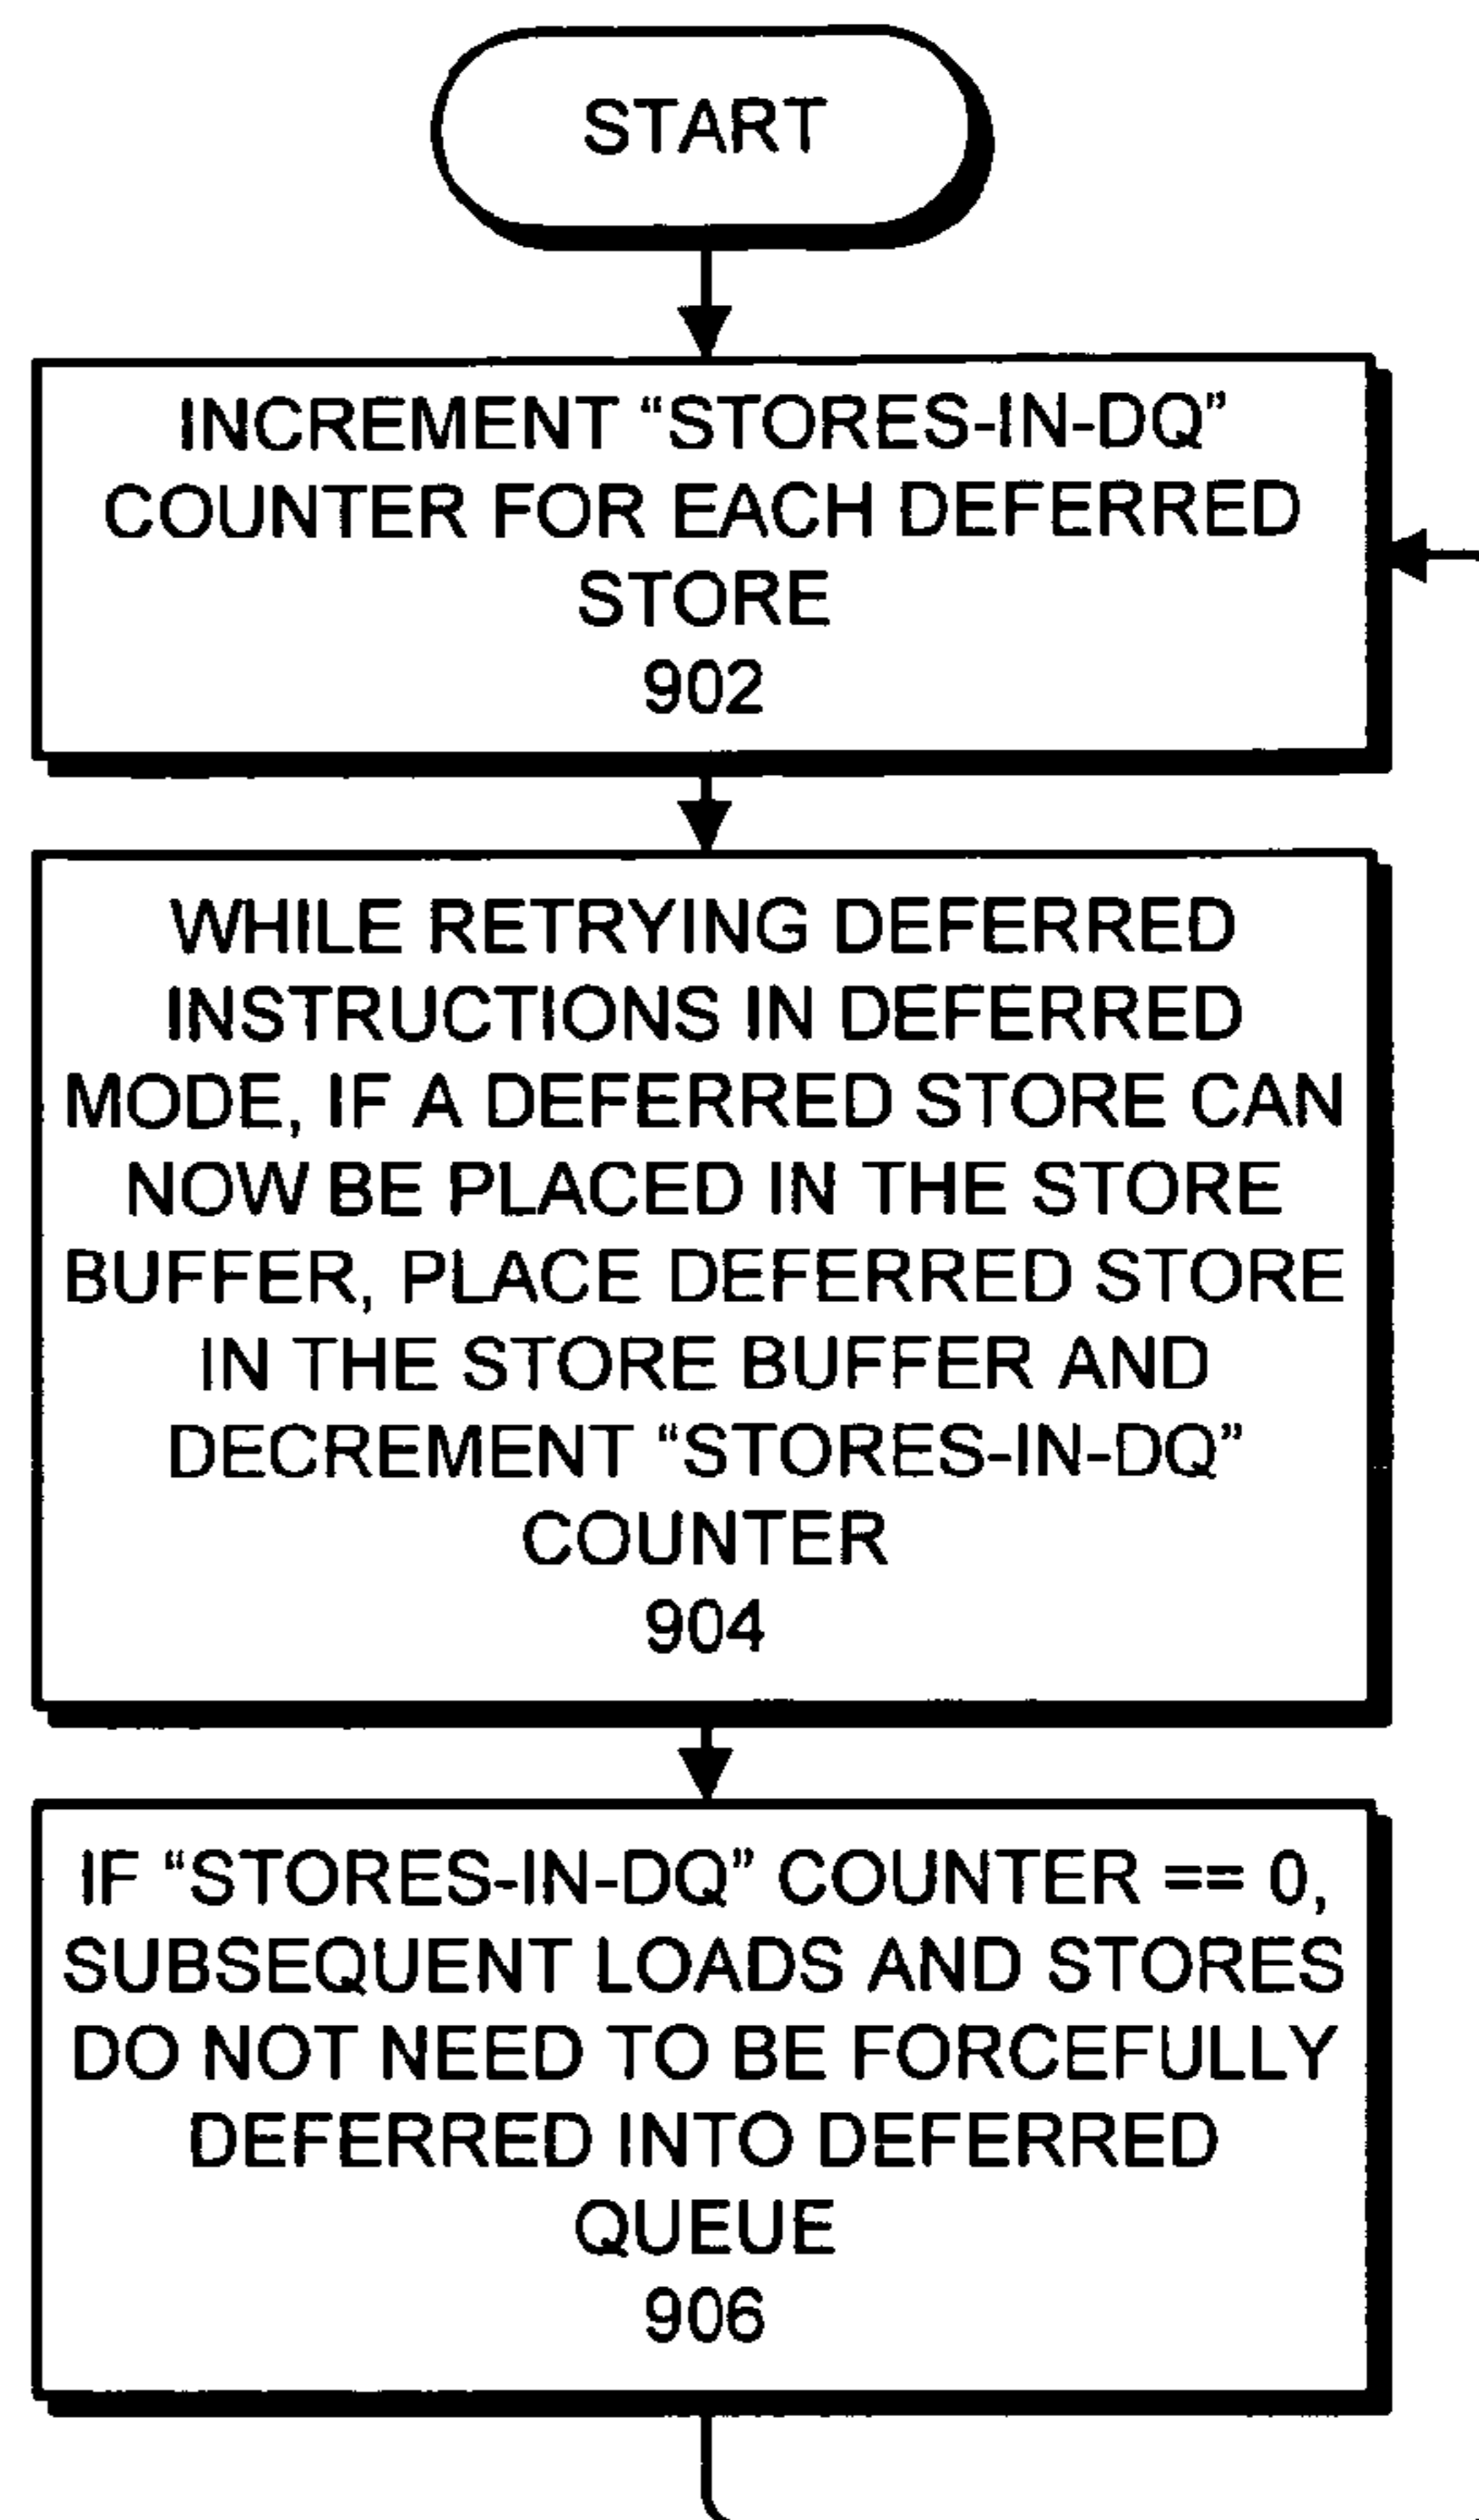 START
INCREMENT “STORES-IN-DQ”
COUNTER FOR EACH DEFERRED
STORE
902
WHILE RETRYING DEFERRED
INSTRUCTIONS IN DEFERRED
MODE, IF A DEFERRED STORE CAN
NOW BE PLACED IN THE STORE
BUFFER, PLACE DEFERRED STORE
IN THE STORE BUFFER AND
DECREMENT “STORES-IN-DQ”
COUNTER
904
IF “STORES-IN-DQ” COUNTER == 0,
SUBSEQUENT LOADS AND STORES
DO NOT NEED TO BE FORCEFULLY
DEFERRED INTO DEFERRED
QUEUE
906